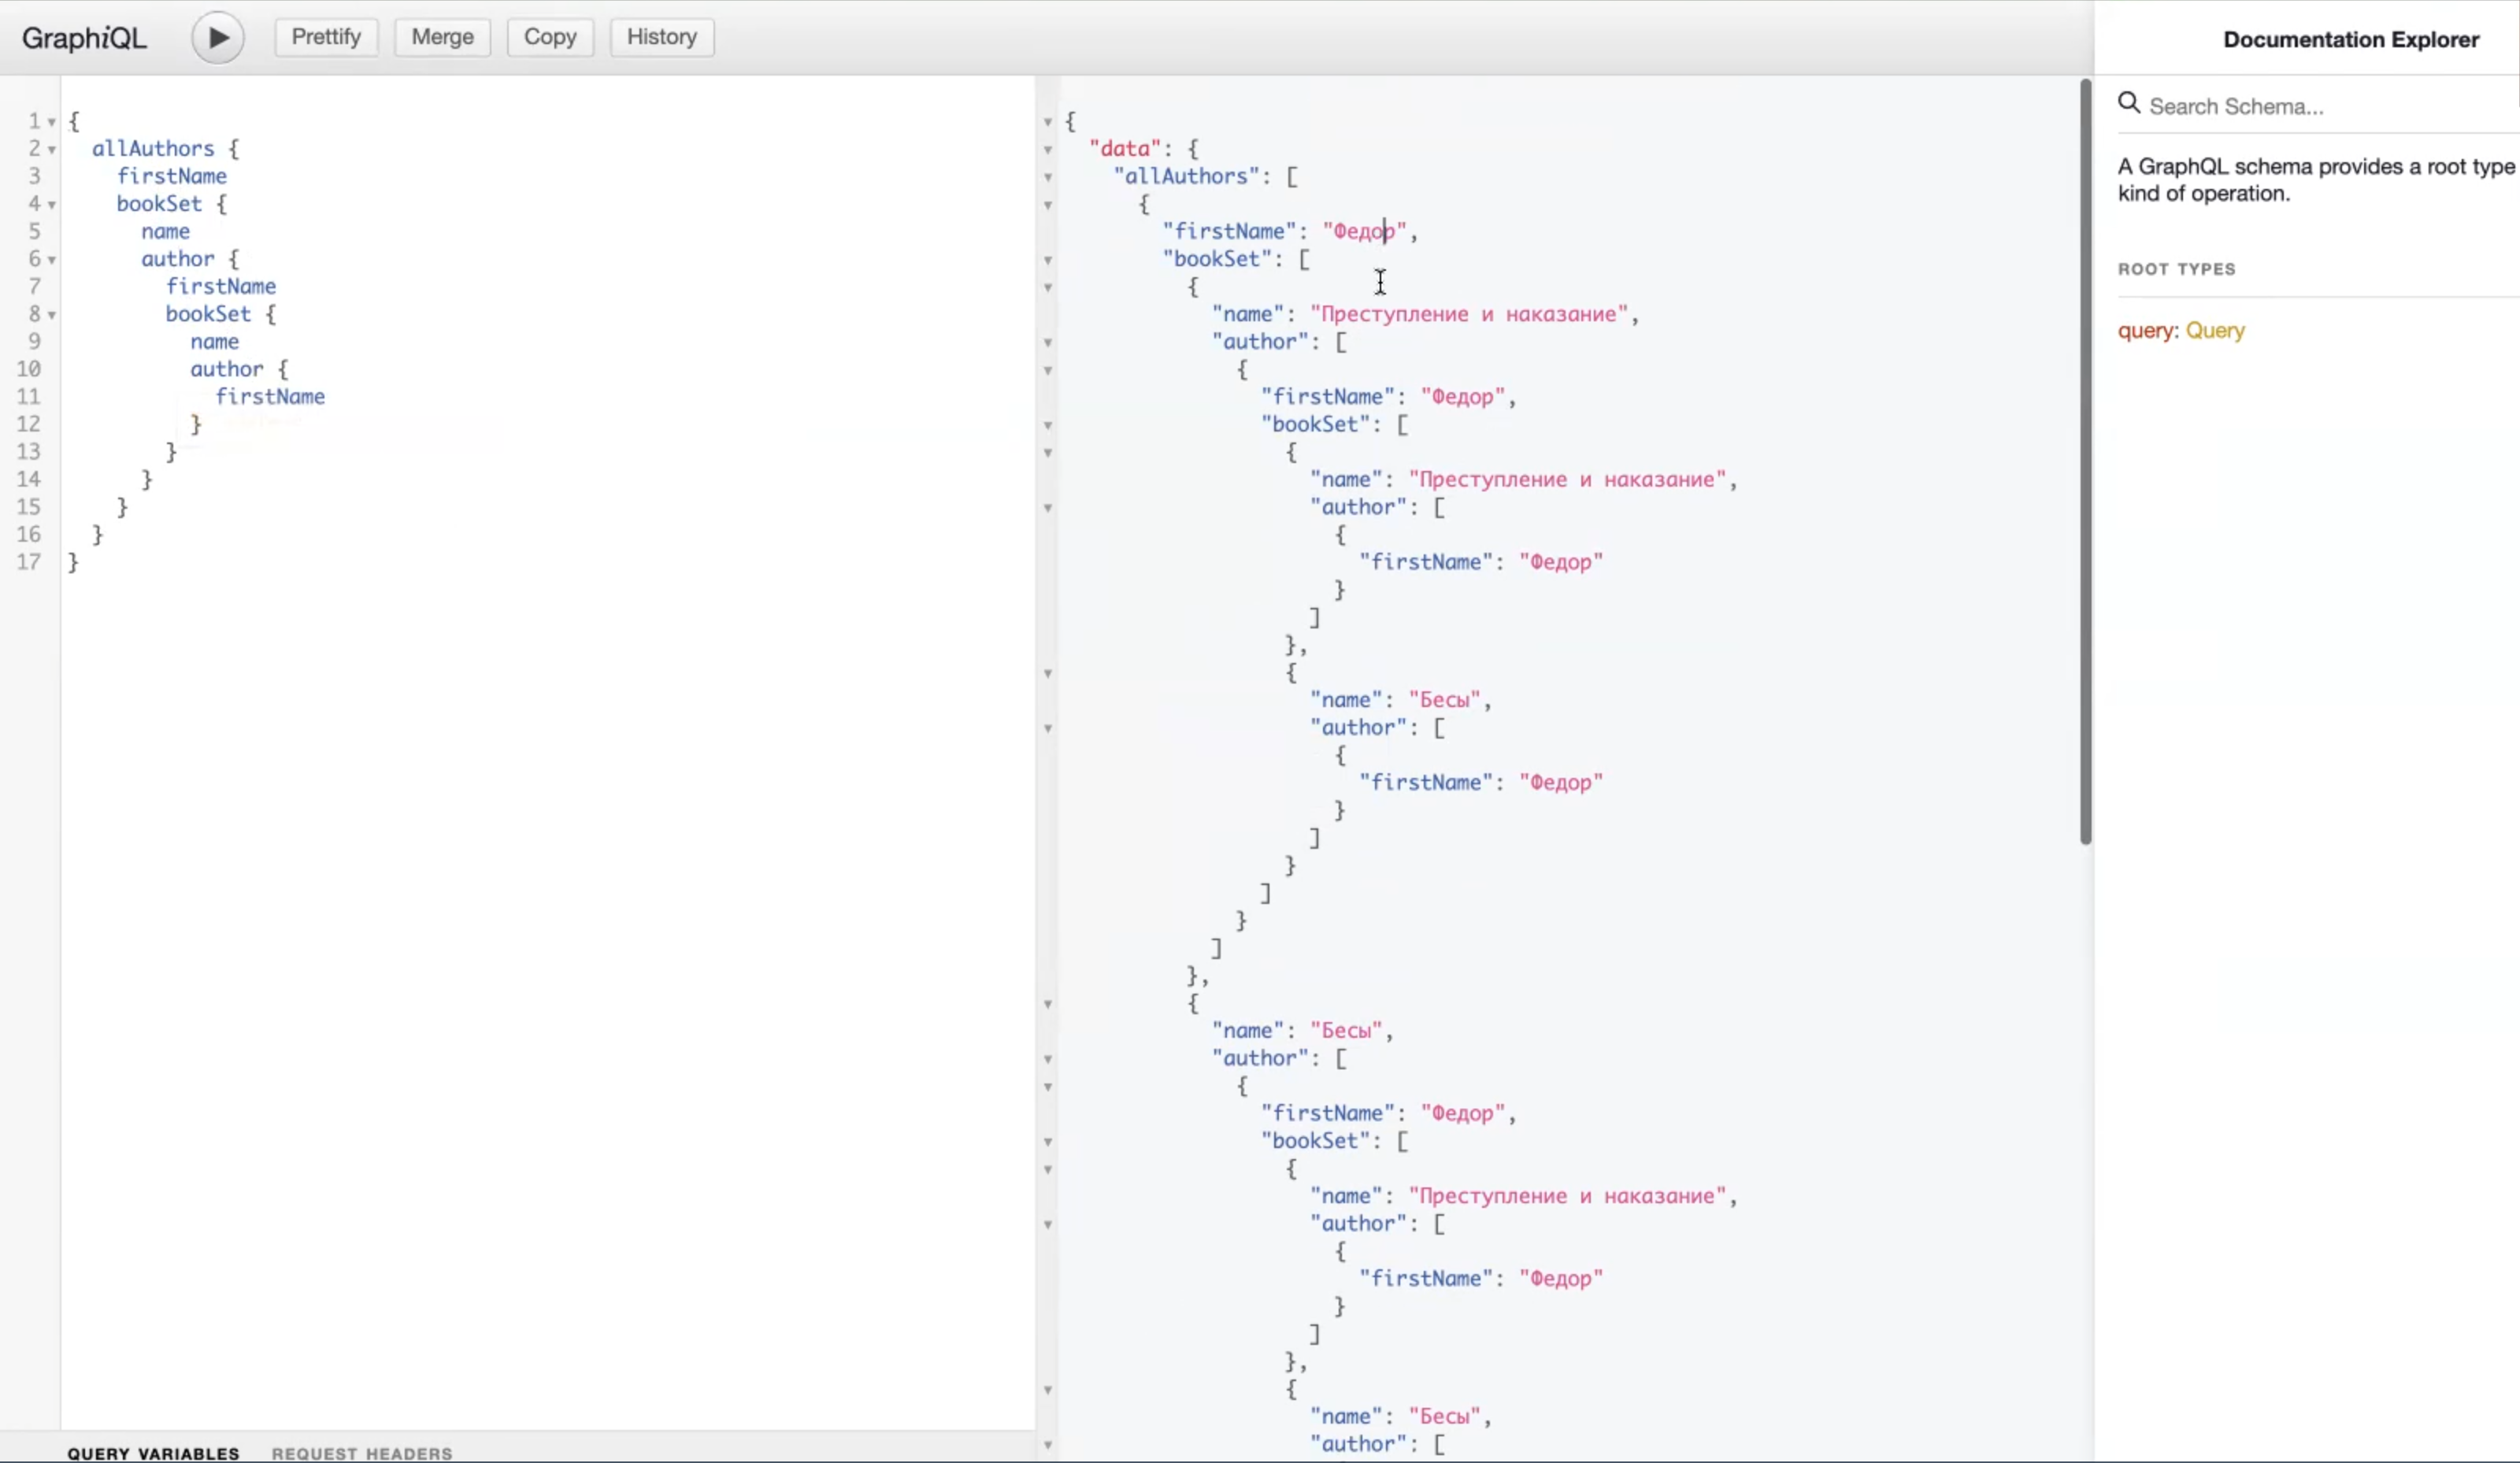 GraphiQL Prettify Merge Copy History
1 {
2 allAuthors {
3 firstName
4 bookSet {
5 name
6 author {
7 firstName
8 bookSet {
9 name
10 author {
11 firstName
12 }
13 }
14 }
15 }
16 }
17 }
QUERY VARIABLES REQUEST HEADERS
{
"data": {
"allAuthors": [
{
"firstName": "Федор",
"bookSet": [
{
"name": "Преступление и наказание",
"author": [
{
"firstName": "Федор",
"bookSet": [
{
"name": "Преступление и наказание",
"author": [
{
"firstName": "Федор"
}
]
},
{
"name": "Бесы",
"author": [
{
"firstName": "Федор"
}
]
}
]
}
]
},
{
"name": "Бесы",
"author": [
{
"firstName": "Федор",
"bookSet": [
{
"name": "Преступление и наказание",
"author": [
{
"firstName": "Федор"
}
]
},
{
"name": "Бесы",
"author": [
Documentation Explorer
Search Schema...
A GraphQL schema provides a root type
kind of operation.
ROOT TYPES
query: Query